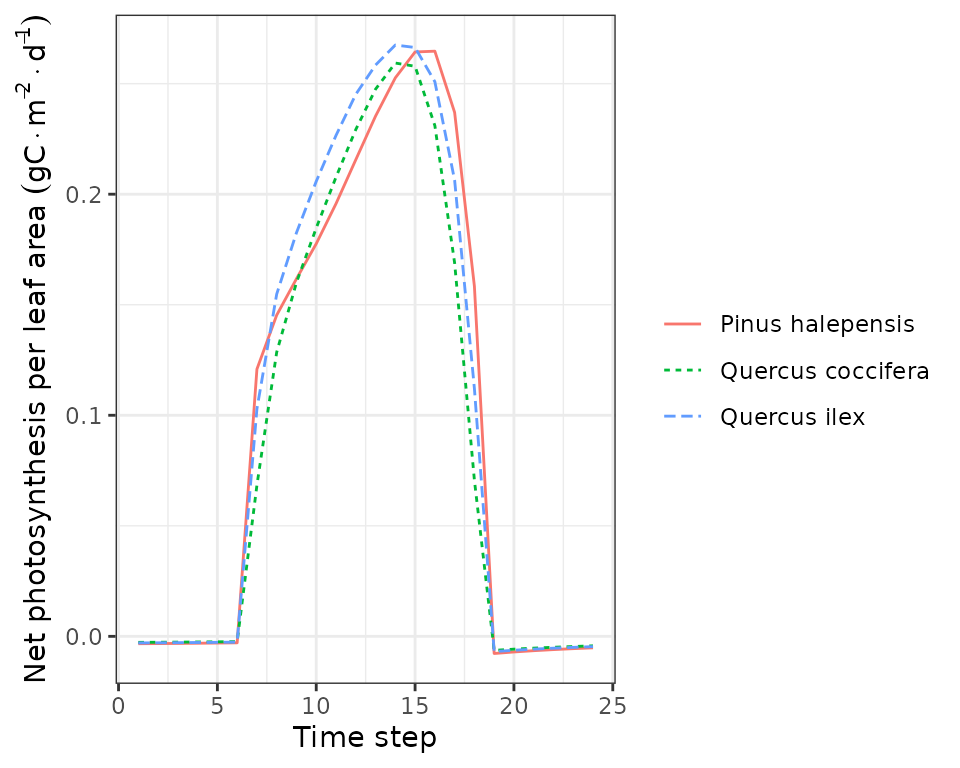 Net photosynthesis per leaf area (gC · m⁻² · d⁻¹)
0.2
0.1
0.0
0 5 10 15 20 25
Time step
Pinus halepensis
Quercus coccifera
Quercus ilex